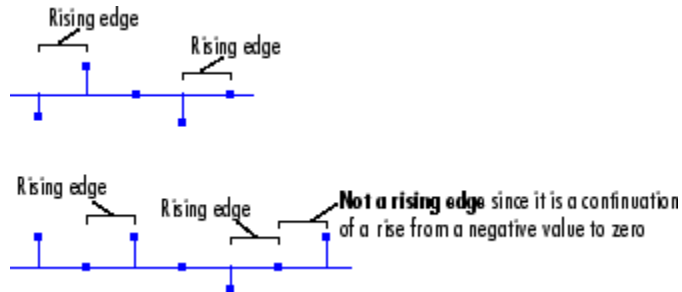 Rising edge
Rising edge
Rising edge
Rising edge
Not a rising edge since it is a continuation
of a rise from a negative value to zero